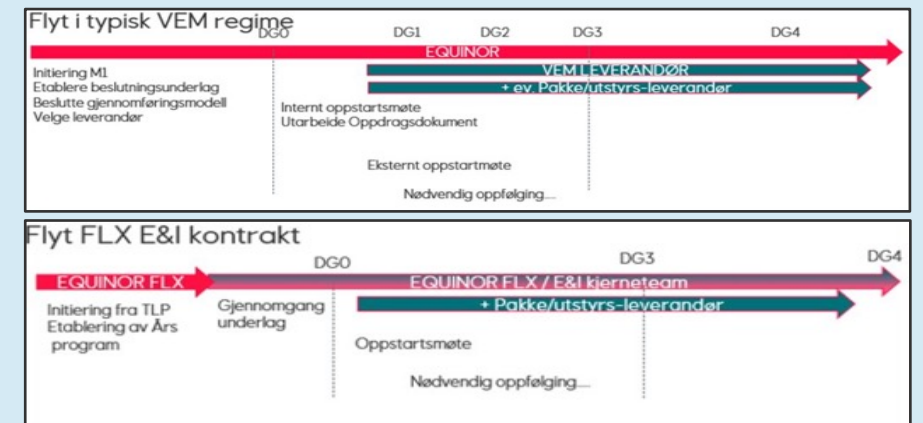 Flyt i typisk VEM regime
DG0 DG1 DG2 DG3 DG4
EQUINOR
VEM LEVERANDØR
+ ev. Pakke/utstyrs-leverandør
Initiering M1
Etablere beslutningsunderlag
Beslutte gjennomføringsmodell
Velge leverandør
Internt oppstartsmøte
Utarbeide Oppdragsdokument
Eksternt oppstartmøte
Nødvendig oppfølging....
Flyt FLX E&I kontrakt
DG0 DG3 DG4
EQUINOR FLX EQUINOR FLX / E&I kjerneteam
+ Pakke/utstyrs-leverandør
Initiering fra TLP
Etablering av Års
program
Gjennomgang
underlag
Oppstartsmøte
Nødvendig oppfølging....